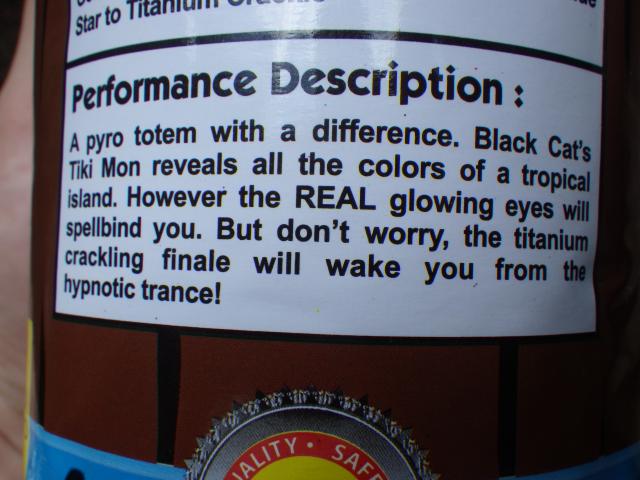 Star to Titanium Crackle
Performance Description :
A pyro totem with a difference. Black Cat's
Tiki Mon reveals all the colors of a tropical
island. However the REAL glowing eyes will
spellbind you. But don't worry, the titanium
crackling finale will wake you from the
hypnotic trance!